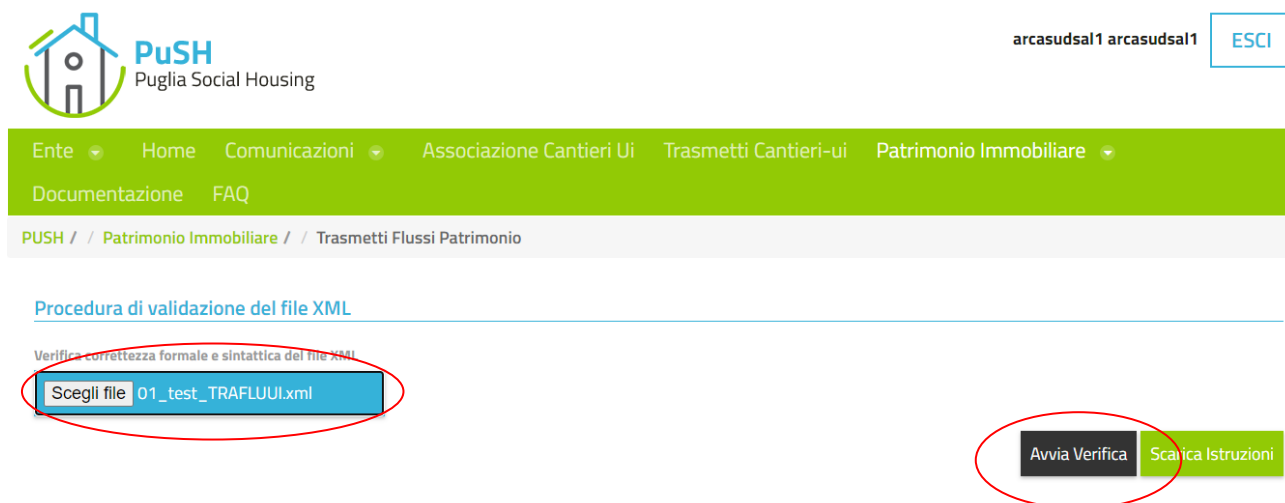 PuSH
Puglia Social Housing
arcasudsal1 arcasudsal1
ESCI
Ente Home Comunicazioni Associazione Cantieri Ui Trasmetti Cantieri-ui Patrimonio Immobiliare
Documentazione FAQ
PUSH / / Patrimonio Immobiliare / / Trasmetti Flussi Patrimonio
Procedura di validazione del file XML
Verifica correttezza formale e sintattica del file XML
Scegli file 01_test_TRAFLUUI.xml
Avvia Verifica Scarica Istruzioni